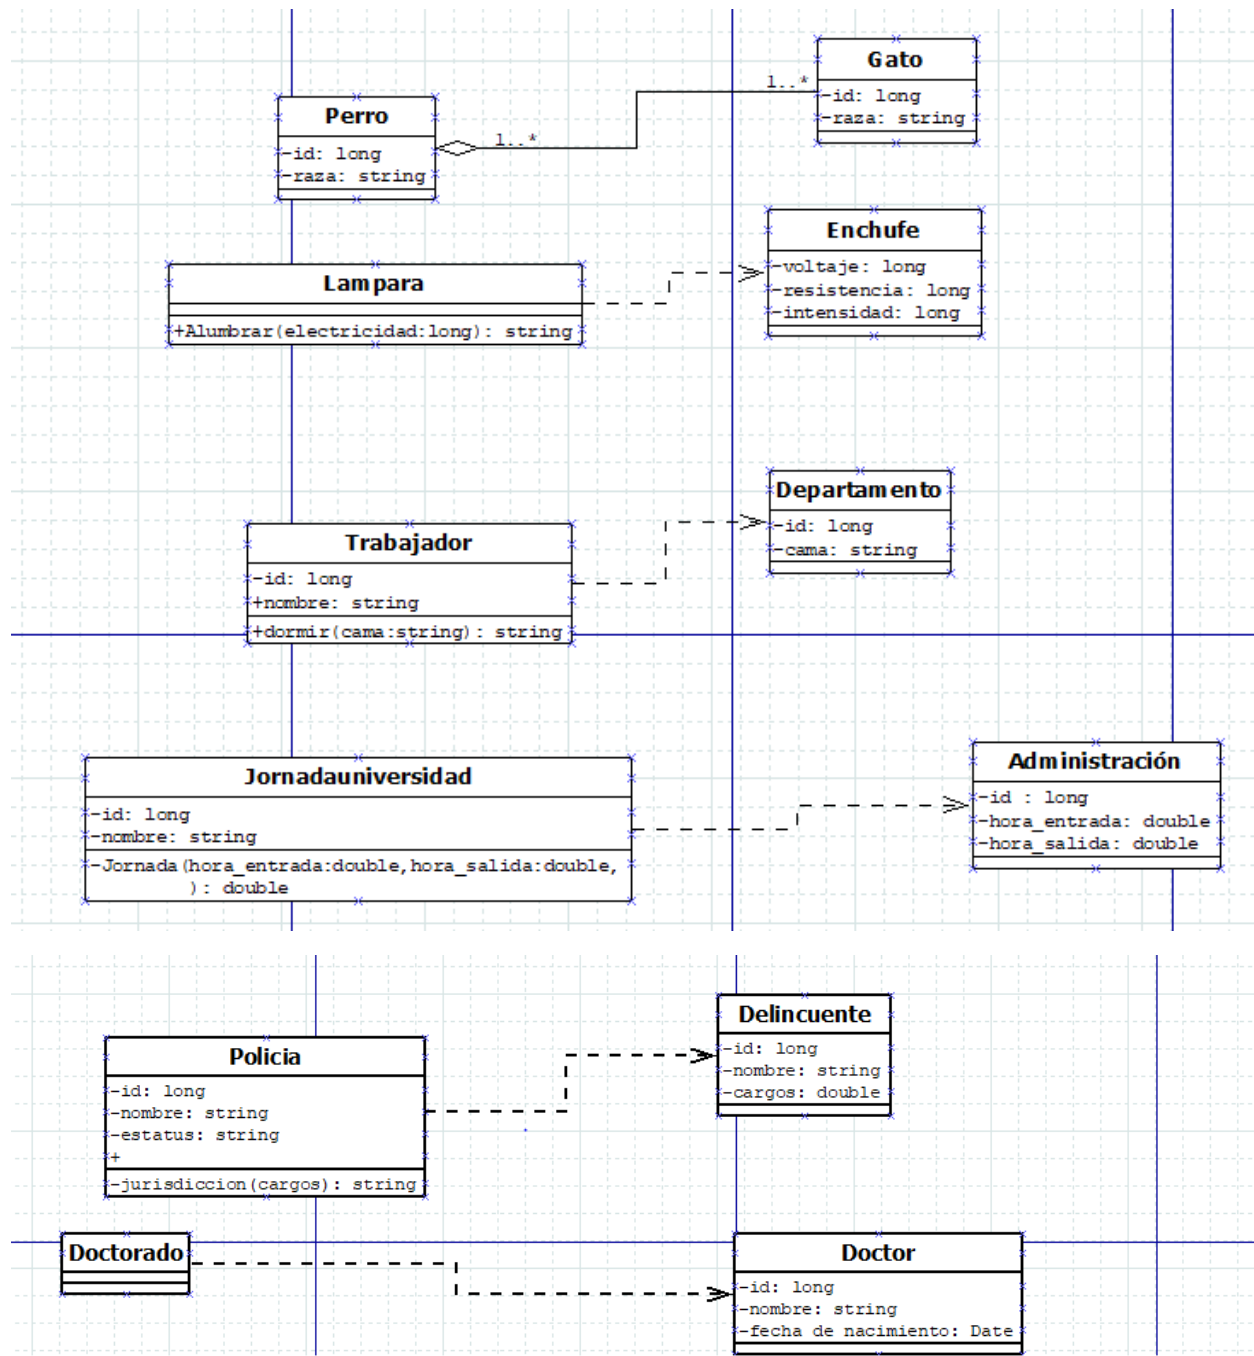 Gato
1..*
-id: long
-raza: string
Perro
1..*
-id: long
-raza: string
Enchufe
-voltaje: long
-resistencia: long
-intensidad: long
Lampara
+Alumbrar(electricidad:long): string
Departamento
-id: long
-cama: string
Trabajador
-id: long
+nombre: string
+dormir(cama:string): string
Administración
-id : long
-hora_entrada: double
-hora_salida: double
Jornadauniversidad
-id: long
-nombre: string
-Jornada(hora_entrada:double,hora_salida:double,
): double
Delincuente
-id: long
-nombre: string
-cargos: double
Policia
-id: long
-nombre: string
-estatus: string
+
-jurisdiccion(cargos): string
Doctorado
Doctor
-id: long
-nombre: string
-fecha de nacimiento: Date